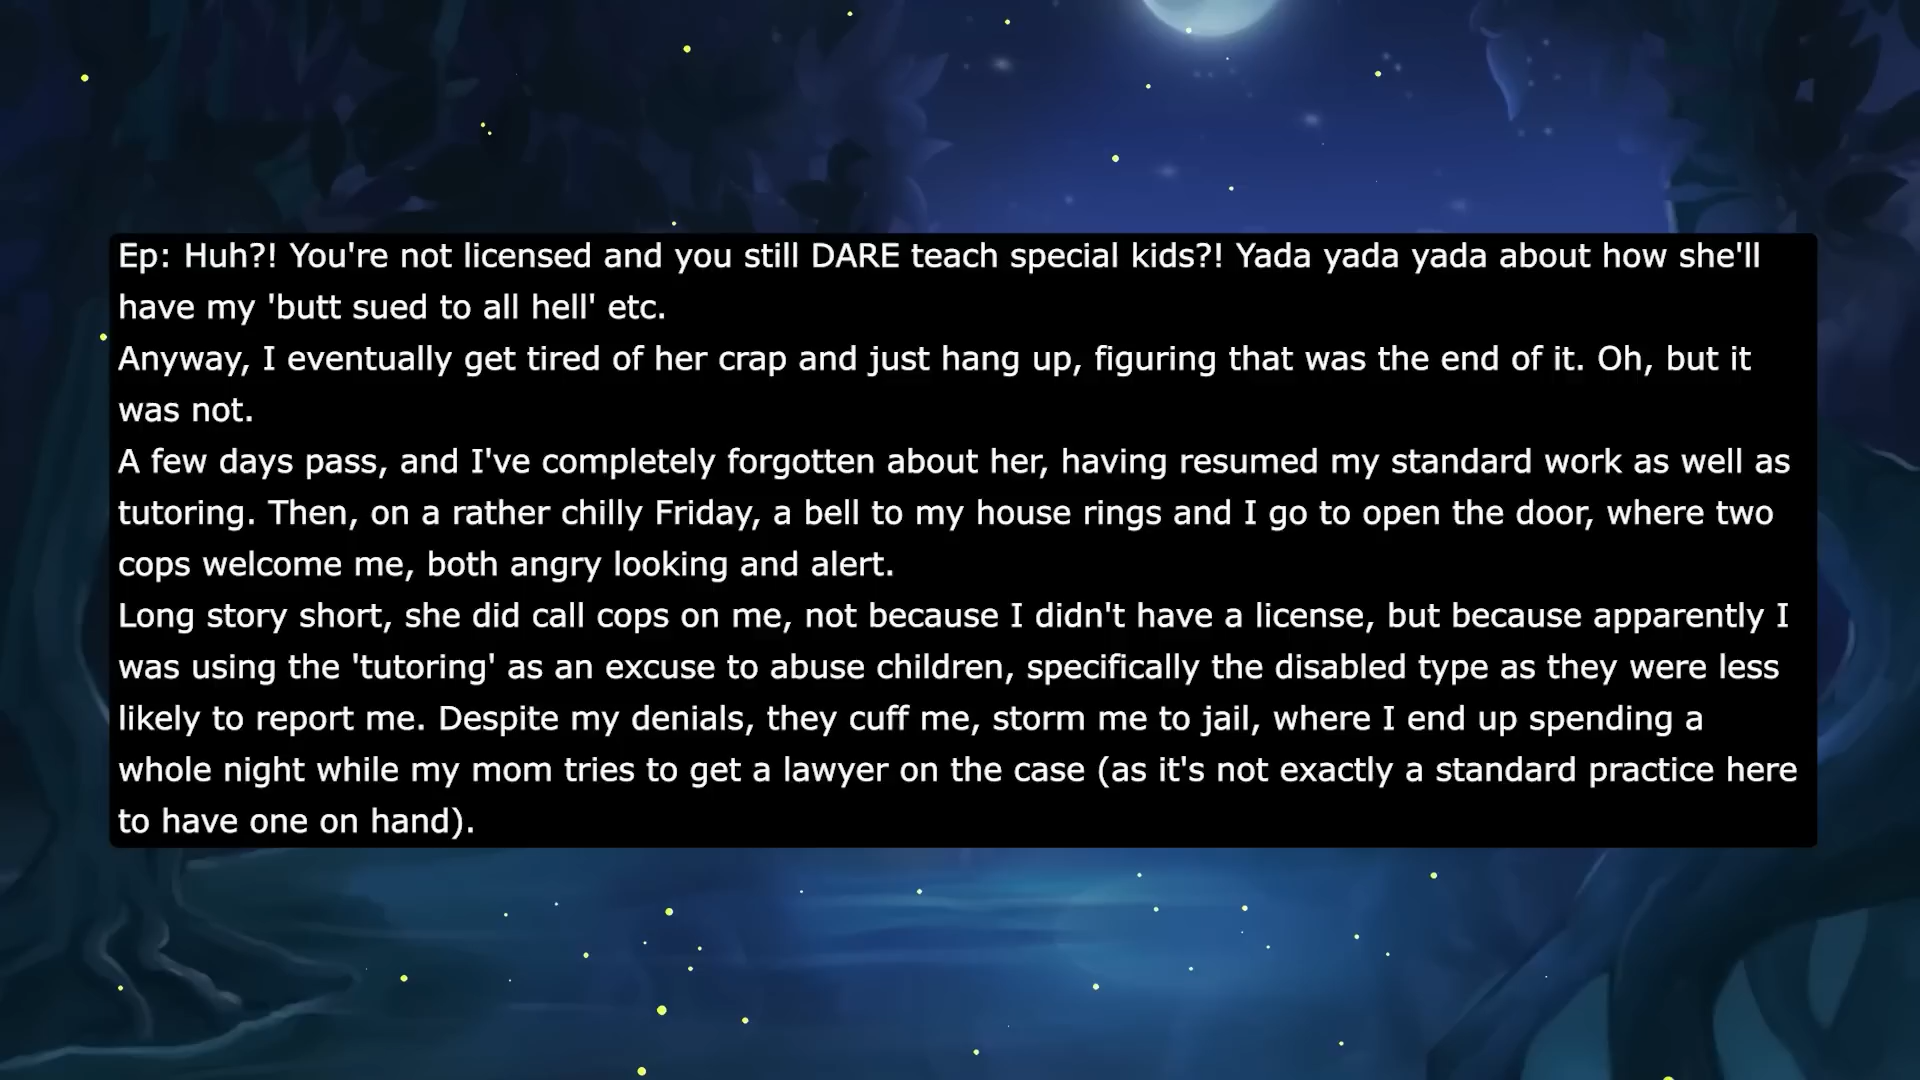 Ep: Huh?! You're not licensed and you still DARE teach special kids?! Yada yada yada about how she'll
have my 'butt sued to all hell' etc.
Anyway, I eventually get tired of her crap and just hang up, figuring that was the end of it. Oh, but it
was not.
A few days pass, and I've completely forgotten about her, having resumed my standard work as well as
tutoring. Then, on a rather chilly Friday, a bell to my house rings and I go to open the door, where two
cops welcome me, both angry looking and alert.
Long story short, she did call cops on me, not because I didn't have a license, but because apparently I
was using the 'tutoring' as an excuse to abuse children, specifically the disabled type as they were less
likely to report me. Despite my denials, they cuff me, storm me to jail, where I end up spending a
whole night while my mom tries to get a lawyer on the case (as it's not exactly a standard practice here
to have one on hand).